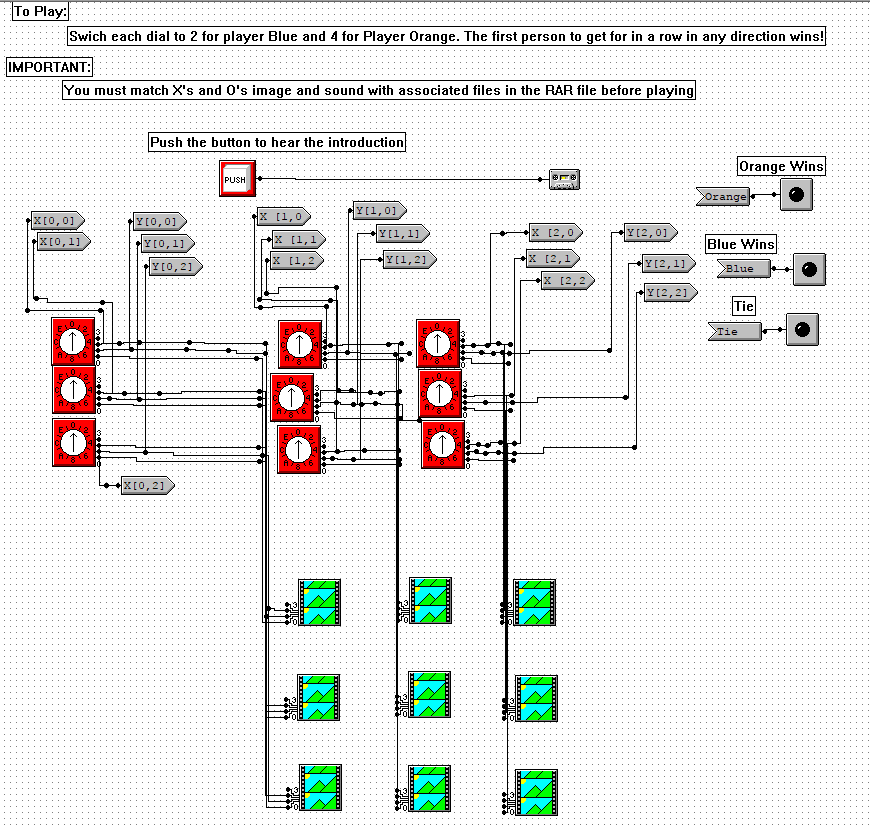 To Play:
Swich each dial to 2 for player Blue and 4 for Player Orange. The first person to get for in a row in any direction wins!
IMPORTANT:
You must match X's and O's image and sound with associated files in the RAR file before playing
Push the button to hear the introduction
PUSH
Orange Wins
Orange
X[0,0]
X[0,1]
Y[0,0]
Y[0,1]
Y[0,2]
X [1,0
X [1,1
X [1,2
Y[1,0]
Y[1,1]
Y[1,2]
X [2,0
X [2,1
X [2,2
Y[2,0]
Y[2,1]
Y[2,2]
Blue Wins
Blue
Tie
Tie
X[0,2]